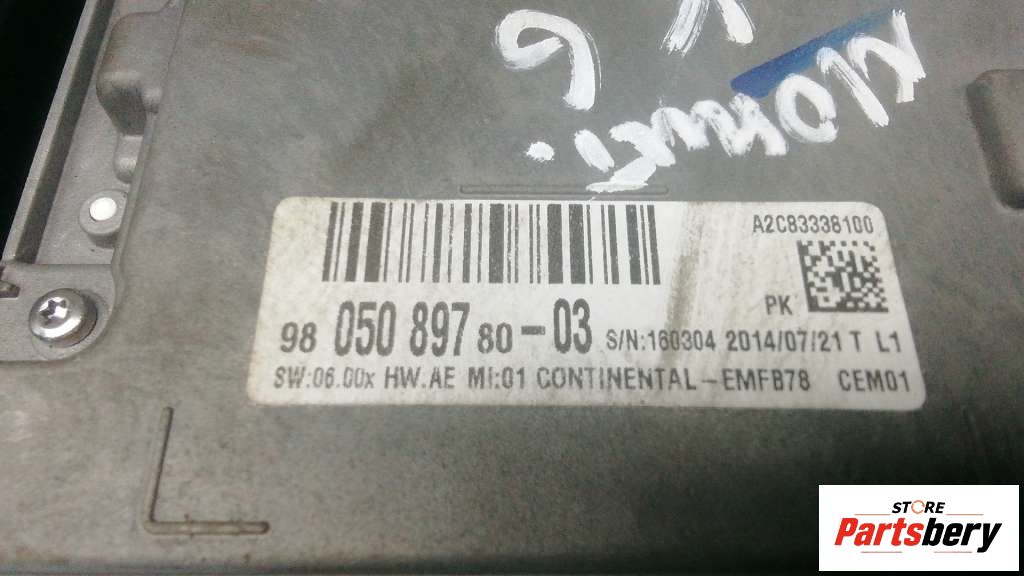 6
A2C83338100
PK
98 050 897 80-03 S/N:160304 2014/07/21 T L1
SW:06.00x HW.AE MI:01 CONTINENTAL-EMFB78 CEM01
STORE
Partsbery